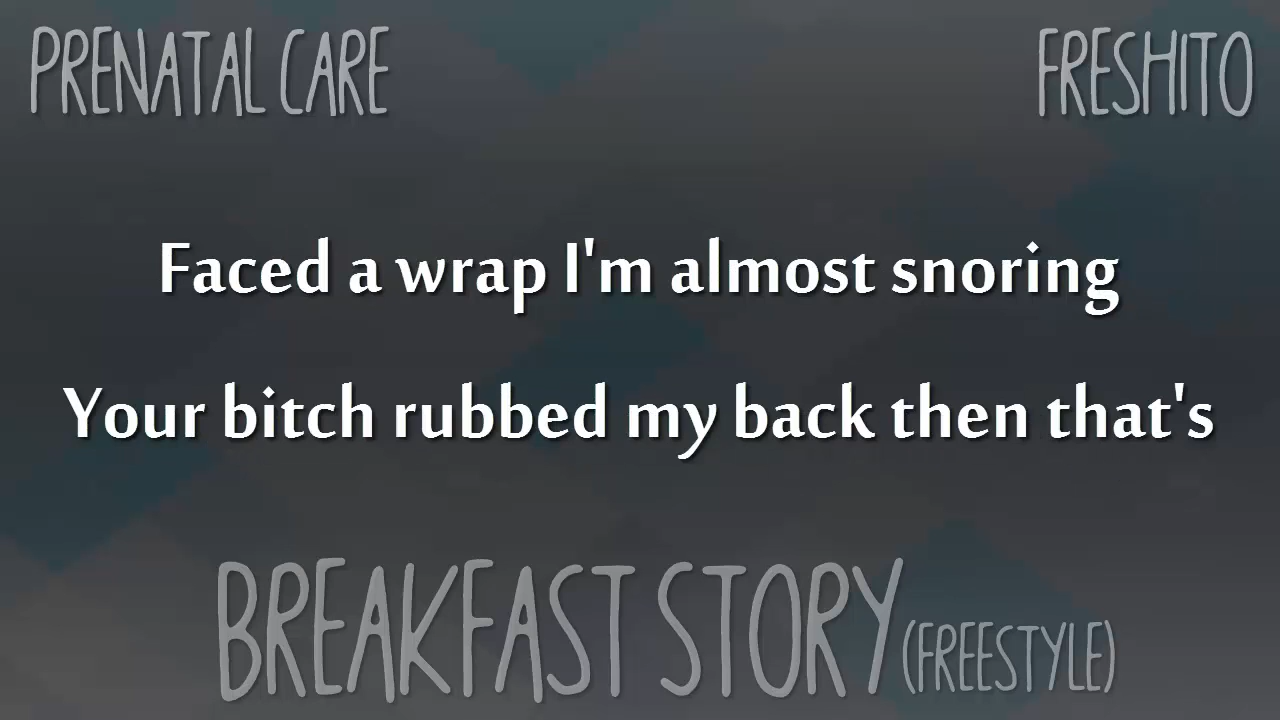 PRENATAL CARE
FRESHITO
Faced a wrap I'm almost snoring
Your bitch rubbed my back then that's
BREAKFAST STORY (FREESTYLE)